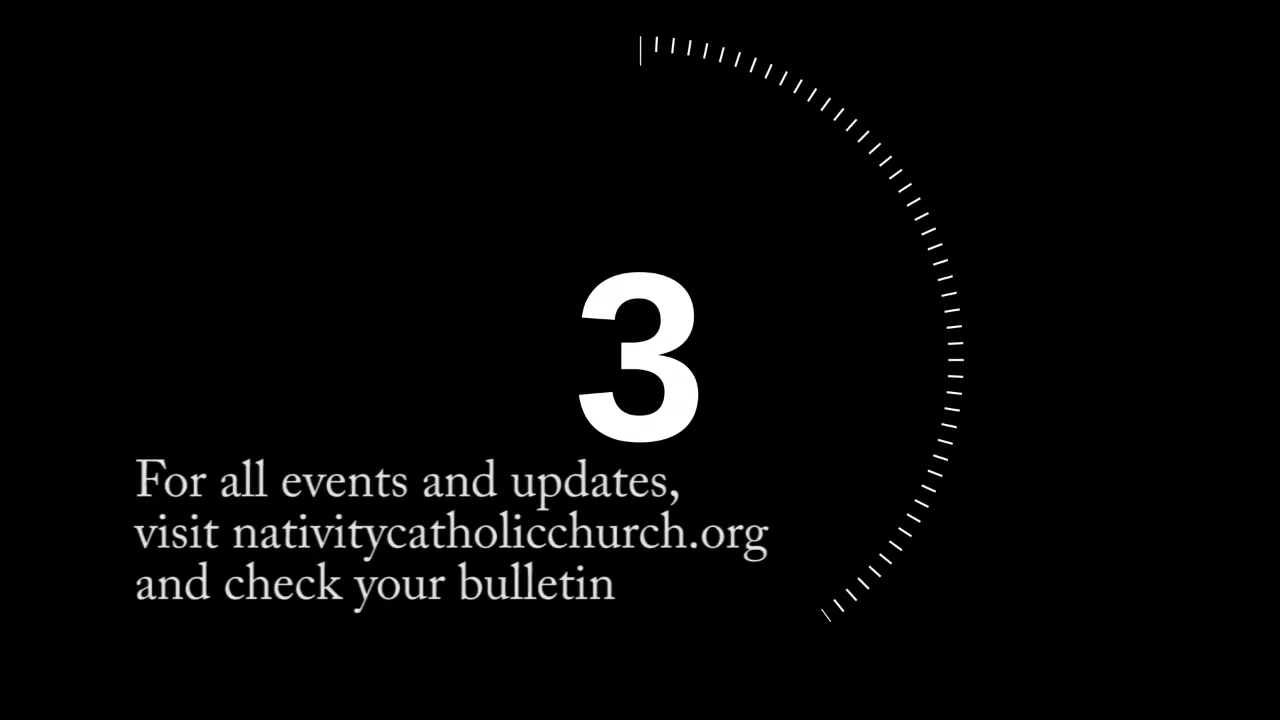 3
For all events and updates,
visit nativitycatholicchurch.org
and check your bulletin